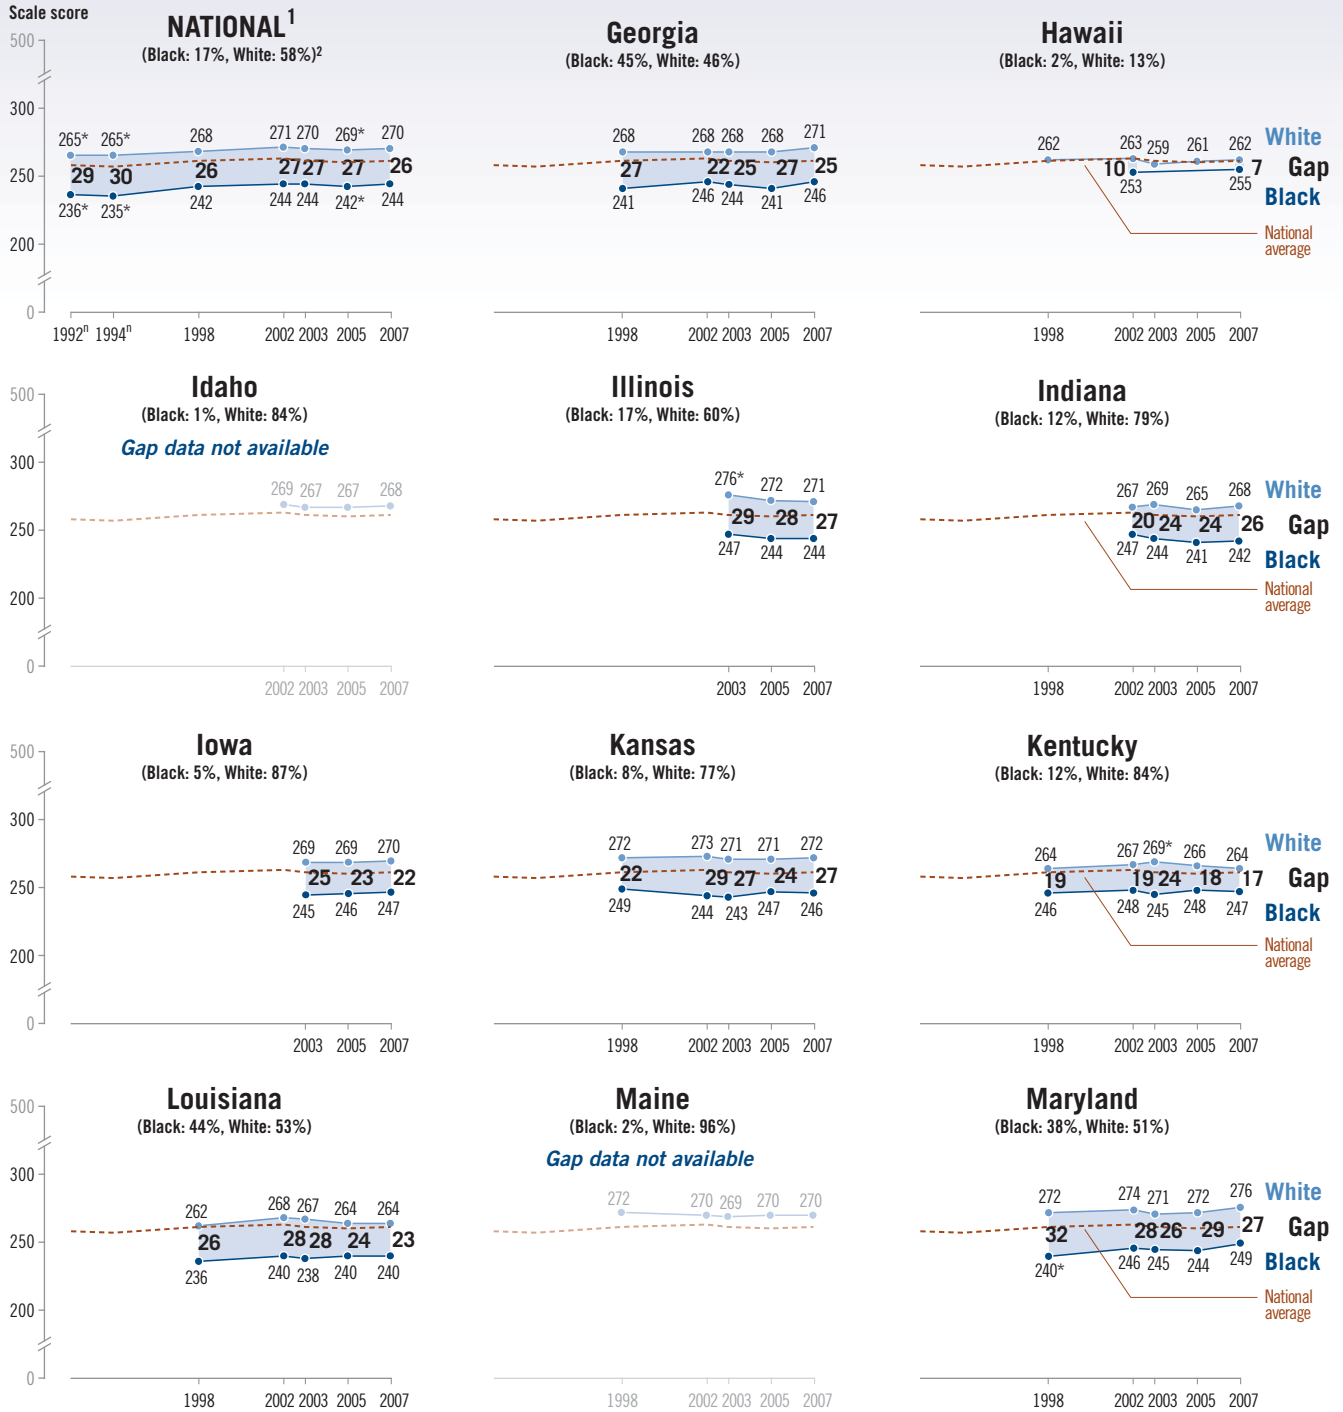 Scale score
NATIONAL1
(Black: 17%, White: 58%)2
500
300
250
200
0
265* 265* 268 271 270 269* 270
29 30 26 27 27 27 26
236* 235* 242 244 244 242* 244
1992n 1994n 1998 2002 2003 2005 2007
Georgia
(Black: 45%, White: 46%)
268 268 268 268 271
27 22 25 27 25
241 246 244 241 246
1998 2002 2003 2005 2007
Hawaii
(Black: 2%, White: 13%)
262 263 259 261 262
10 7
253 255
White
Gap
Black
National
average
1998 2002 2003 2005 2007
Idaho
(Black: 1%, White: 84%)
Gap data not available
500
300
250
200
0
269 267 267 268
2002 2003 2005 2007
Illinois
(Black: 17%, White: 60%)
276* 272 271
29 28 27
247 244 244
2003 2005 2007
Indiana
(Black: 12%, White: 79%)
267 269 265 268
20 24 24 26
247 244 241 242
White
Gap
Black
National
average
2002 2003 2005 2007
Iowa
(Black: 5%, White: 87%)
500
300
250
200
0
269 269 270
25 23 22
245 246 247
2003 2005 2007
Kansas
(Black: 8%, White: 77%)
272 273 271 271 272
22 29 27 24 27
249 244 243 247 246
1998 2002 2003 2005 2007
Kentucky
(Black: 12%, White: 84%)
264 267 269* 266 264
19 19 24 18 17
246 248 245 248 247
White
Gap
Black
National
average
1998 2002 2003 2005 2007
Louisiana
(Black: 44%, White: 53%)
500
300
250
200
0
262 268 267 264 264
26 28 28 24 23
236 240 238 240 240
1998 2002 2003 2005 2007
Maine
(Black: 2%, White: 96%)
Gap data not available
272 270 269 270 270
1998 2002 2003 2005 2007
Maryland
(Black: 38%, White: 51%)
272 274 271 272 276
32 28 26 29 27
240* 246 245 244 249
White
Gap
Black
National
average
1998 2002 2003 2005 2007